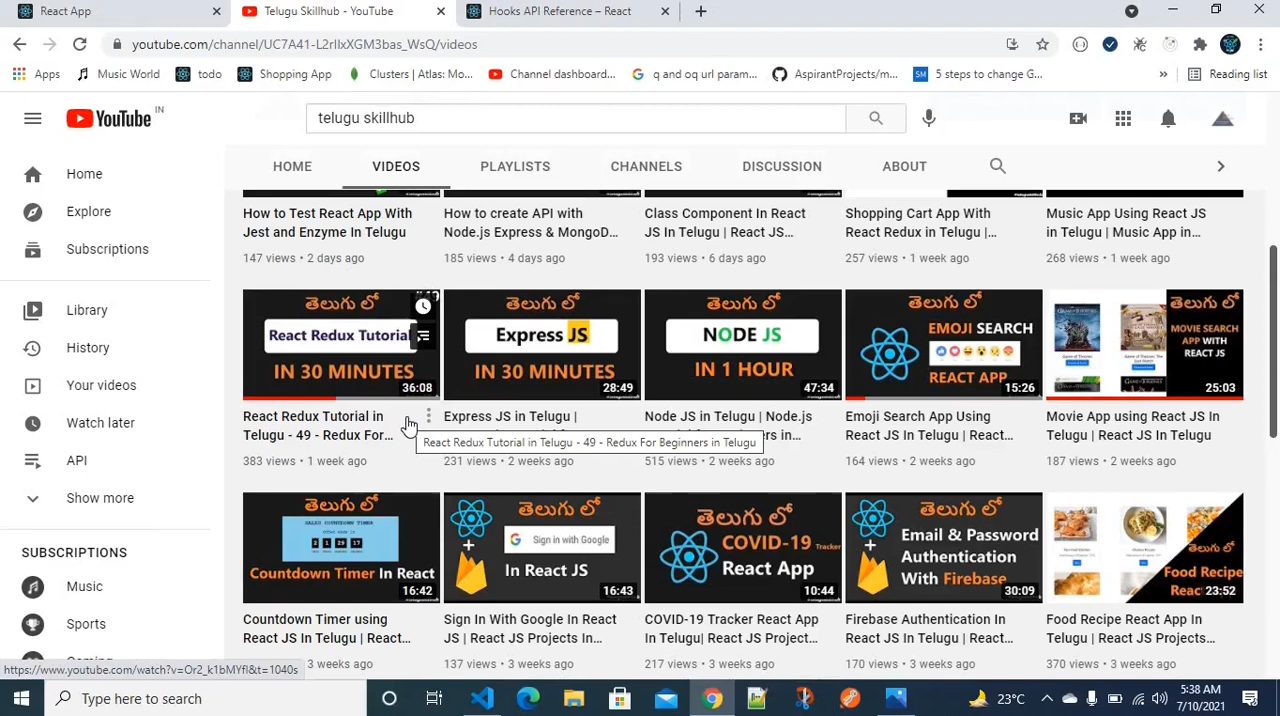 React App
Telugu Skillhub - YouTube
Hooks API Reference – React
youtube.com/channel/UC7A41-L2rIlxXGM3bas_WsQ/videos
Apps
Music World
todo
Shopping App
Clusters | Atlas: Mo...
Channel dashboard...
q and oq url param...
AspirantProjects/m...
SM
5 steps to change G...
»
Reading list
YouTube IN
telugu skillhub
HOME
VIDEOS
PLAYLISTS
CHANNELS
DISCUSSION
ABOUT
Home
Explore
Subscriptions
Library
History
Your videos
Watch later
API
Show more
SUBSCRIPTIONS
Music
Sports
How to Test React App With
Jest and Enzyme In Telugu
147 views • 2 days ago
How to create API with
Node.js Express & MongoD...
185 views • 4 days ago
Class Component In React
JS In Telugu | React JS...
193 views • 6 days ago
Shopping Cart App With
React Redux in Telugu |...
257 views • 1 week ago
Music App Using React JS
in Telugu | Music App in...
268 views • 1 week ago
తెలుగు లో
React Redux Tutorial
IN 30 MINUTES
36:08
React Redux Tutorial in
Telugu - 49 - Redux For...
383 views • 1 week ago
తెలుగు లో
Express JS
IN 30 MINUTES
28:49
Express JS in Telugu |
231 views • 2 weeks ago
తెలుగు లో
NODE JS
IN 1 HOUR
47:34
Node JS in Telugu | Node.js
515 views • 2 weeks ago
తెలుగు లో
EMOJI SEARCH
REACT APP
15:26
Emoji Search App Using
React JS In Telugu | React...
164 views • 2 weeks ago
తెలుగు లో
MOVIE SEARCH
APP WITH
REACT JS
25:03
Movie App using React JS In
Telugu | React JS In Telugu
187 views • 2 weeks ago
React Redux Tutorial in Telugu - 49 - Redux For Beginners in Telugu
తెలుగు లో
Countdown Timer In React
16:42
Countdown Timer using
React JS In Telugu | React...
3 weeks ago
తెలుగు లో
+
Sign in with Google
In React JS
16:43
Sign In With Google In React
JS | React JS Projects In...
137 views • 3 weeks ago
తెలుగు లో
COVID-19 Tracker
React App
10:44
COVID-19 Tracker React App
In Telugu| React JS Project...
217 views • 3 weeks ago
తెలుగు లో
+
Email & Password
Authentication
With Firebase
30:09
Firebase Authentication In
React JS In Telugu | React...
170 views • 3 weeks ago
తెలుగు లో
Food Recipe
23:52
Food Recipe React App In
Telugu | React JS Projects...
370 views • 3 weeks ago
https://www.youtube.com/watch?v=Or2_k1bMYfI&t=1040s
Type here to search
23°C
5:38 AM
7/10/2021